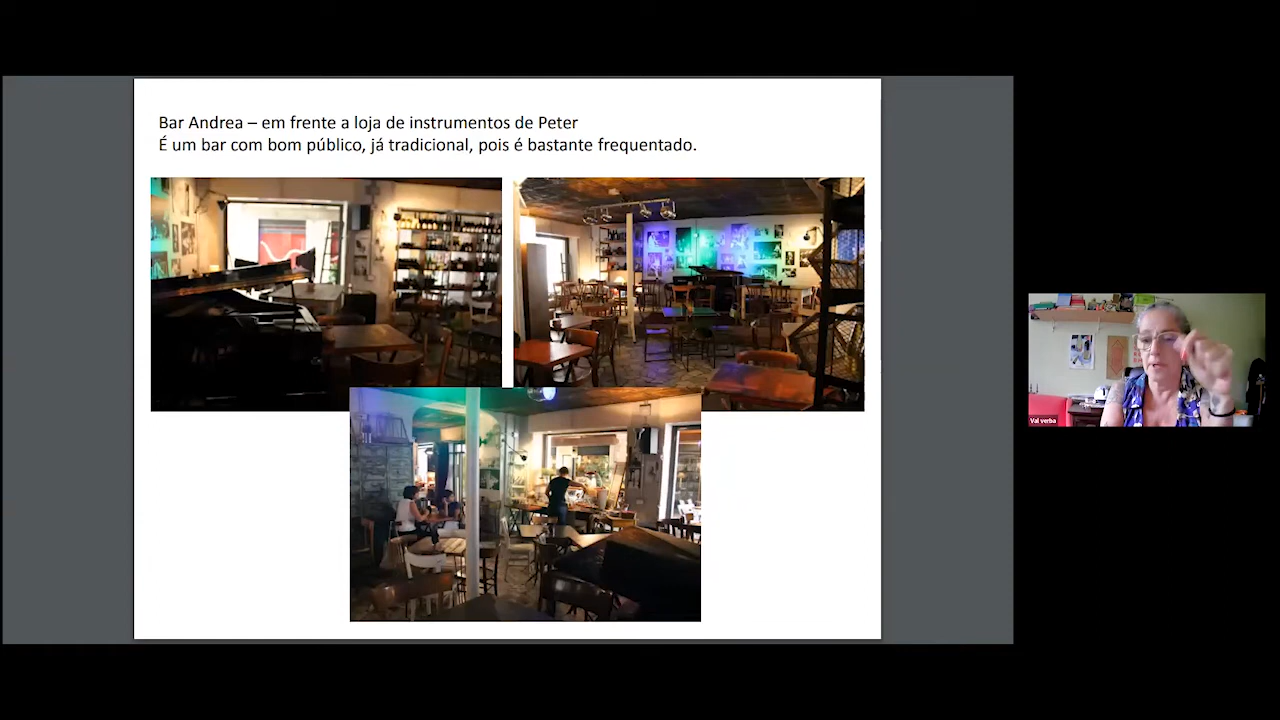 Bar Andrea – em frente a loja de instrumentos de Peter
É um bar com bom público, já tradicional, pois é bastante frequentado.
Val verba